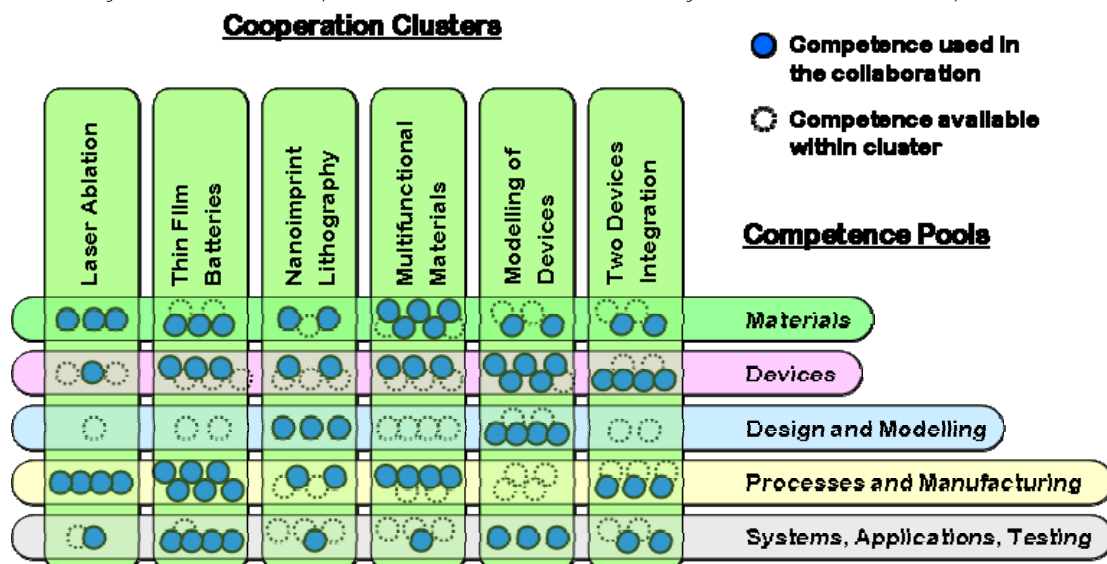 Cooperation Clusters
Competence used in
the collaboration
Competence available
within cluster
Laser Ablation
Thin FIlm
Batteries
Nanoimprint
Lithography
Multifunctional
Materials
Modelling of
Devices
Two Devices
Integration
Competence Pools
Materials
Devices
Design and Modelling
Processes and Manufacturing
Systems, Applications, Testing